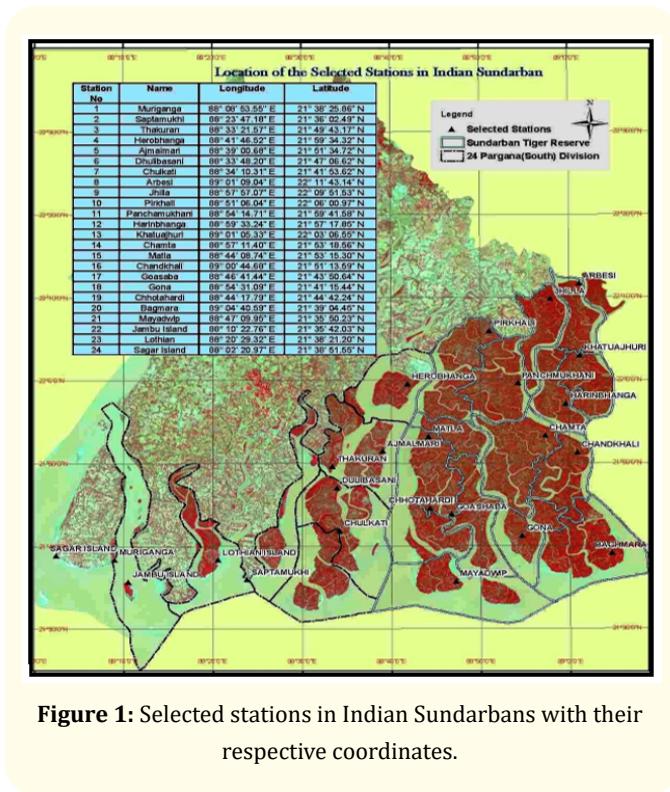 Location of the Selected Stations in Indian Sundarban
Station No Name Longitude Latitude
1 Muriganga 88° 08' 53.55" E 21° 38' 25.86" N
2 Saptamukhi 88° 23' 47.18" E 21° 36' 02.49" N
3 Thakuran 88° 33' 21.57" E 21° 49' 43.17" N
4 Herobhanga 88° 41' 46.52" E 21° 59' 34.32" N
5 Ajmalmari 88° 39' 00.68" E 21° 51' 34.72" N
6 Dhulibasani 88° 33' 48.20" E 21° 47' 06.62" N
7 Chulkati 88° 34' 10.31" E 21° 41' 53.62" N
8 Arbesi 89° 01' 09.04" E 22° 11' 43.14" N
9 Jhilla 88° 57' 57.07" E 22° 09' 51.53" N
10 Pirkhali 88° 51' 06.04" E 22° 06' 00.97" N
11 Panchamukhani 88° 54' 14.71" E 21° 59' 41.58" N
12 Harinbhanga 88° 59' 33.24" E 21° 57' 17.85" N
13 Khatuajhuri 89° 01' 05.33" E 22° 03' 06.55" N
14 Chamta 88° 57' 11.40" E 21° 53' 18.56" N
15 Matla 88° 44' 08.74" E 21° 53' 15.30" N
16 Chandkhali 89° 00' 44.68" E 21° 51' 13.59" N
17 Goasaba 88° 46' 41.44" E 21° 43' 50.64" N
18 Gona 88° 54' 31.09" E 21° 41' 15.44" N
19 Chhotahardi 88° 44' 17.79" E 21° 44' 42.24" N
20 Bagmara 89° 04' 40.59" E 21° 39' 04.45" N
21 Mayadwip 88° 47' 09.95" E 21° 35' 50.23" N
22 Jambu Island 88° 10' 22.76" E 21° 35' 42.03" N
23 Lothian 88° 20' 29.32" E 21° 38' 21.20" N
24 Sagar Island 88° 02' 20.97" E 21° 38' 51.55" N
N
Legend
Selected Stations
Sundarban Tiger Reserve
24 Pargana(South) Division
ARBESI
JHILLA
PIRKHALI
KHATUAJHURI
HEROBHANGA
PANCHMUKHANI
HARINBHANGA
MATLA
CHAMTA
AJMALMARI
CHANDKHALI
THAKURAN
DULIBASANI
CHHOTAHARDI
GOASHABA
CHULKATI
GONA
SAGAR ISLAND
MURIGANGA
LOTHIAN ISLAND
BAGHMARA
JAMBU ISLAND
SAPTAMUKHI
MAYADWIP
Figure 1: Selected stations in Indian Sundarbans with their
respective coordinates.